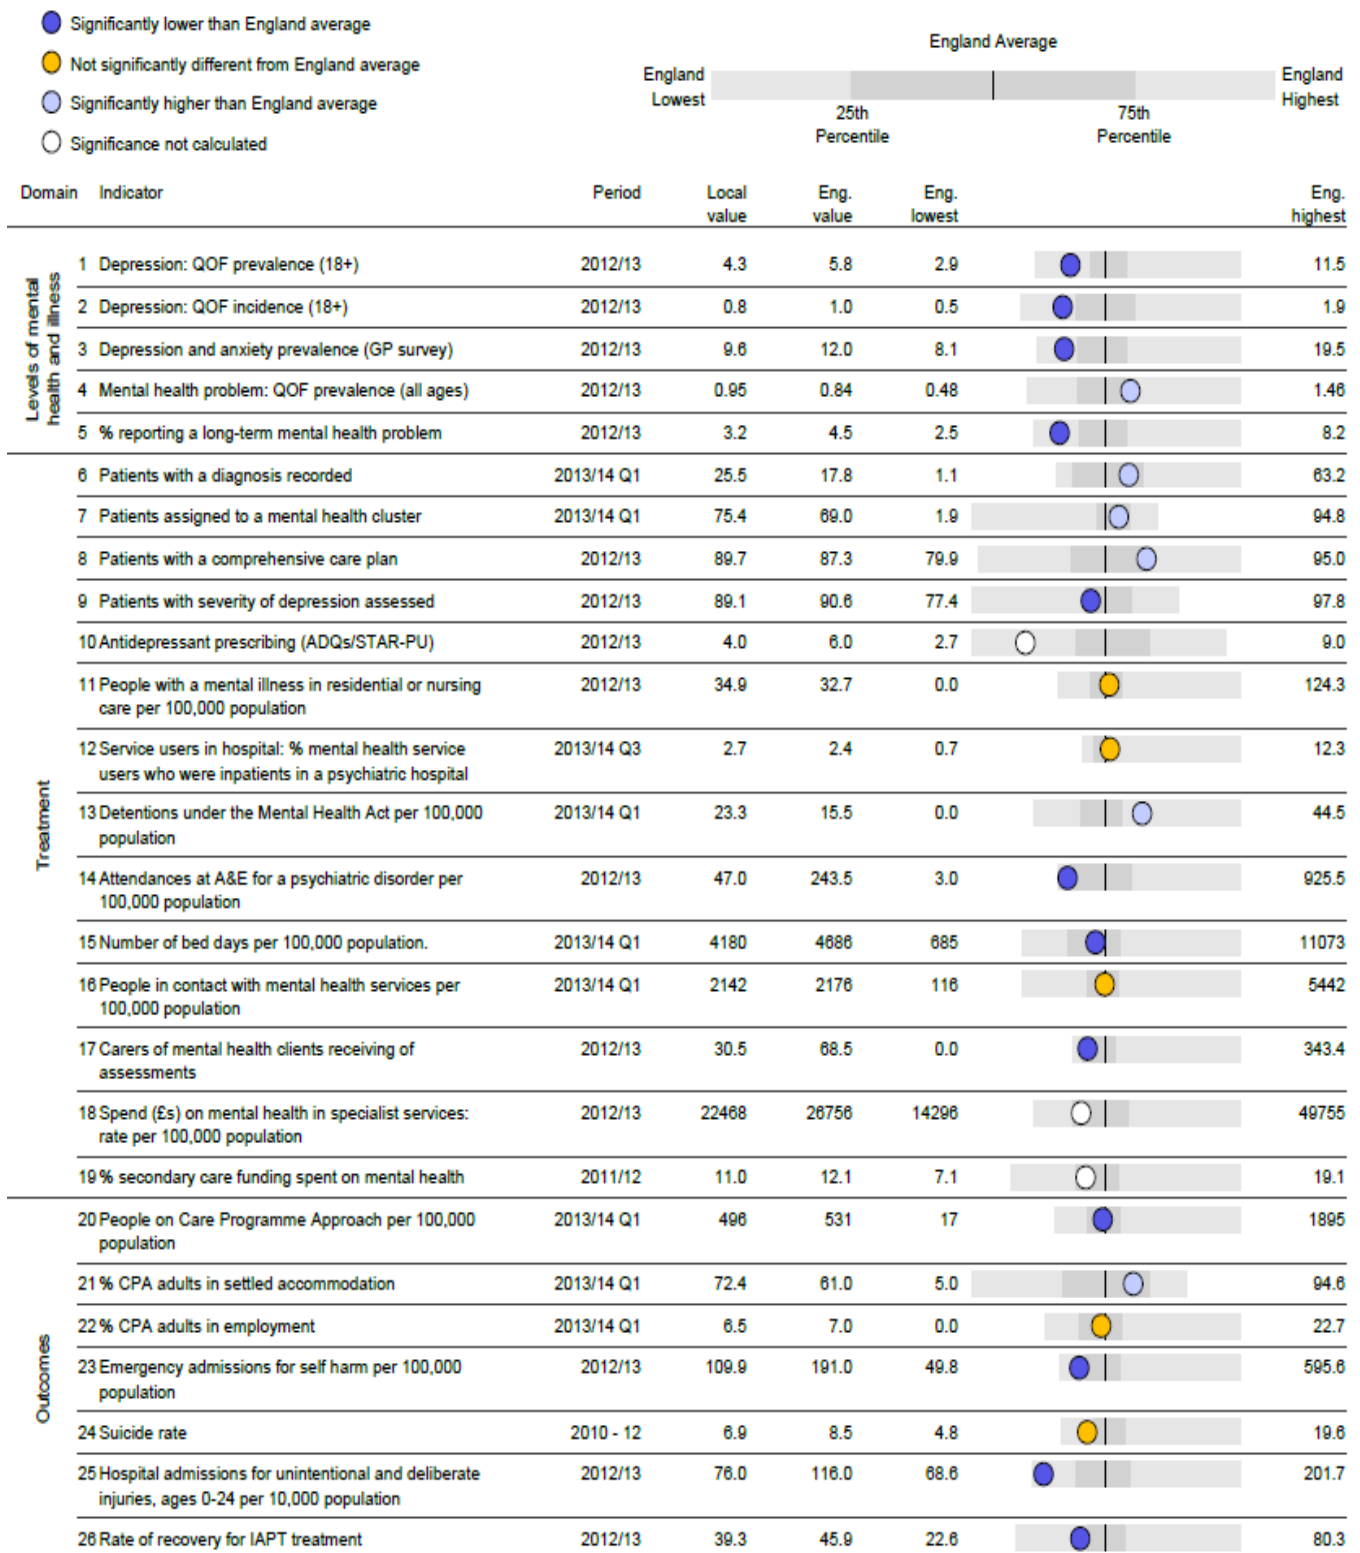 Significantly lower than England average
Not significantly different from England average
Significantly higher than England average
Significance not calculated
England Average
England Lowest
England Highest
25th Percentile
75th Percentile
Domain Indicator Period Local value Eng. value Eng. lowest Eng. highest
Levels of mental health and illness
1 Depression: QOF prevalence (18+) 2012/13 4.3 5.8 2.9 11.5
2 Depression: QOF incidence (18+) 2012/13 0.8 1.0 0.5 1.9
3 Depression and anxiety prevalence (GP survey) 2012/13 9.6 12.0 8.1 19.5
4 Mental health problem: QOF prevalence (all ages) 2012/13 0.95 0.84 0.48 1.46
5 % reporting a long-term mental health problem 2012/13 3.2 4.5 2.5 8.2
Treatment
6 Patients with a diagnosis recorded 2013/14 Q1 25.5 17.8 1.1 63.2
7 Patients assigned to a mental health cluster 2013/14 Q1 75.4 69.0 1.9 94.8
8 Patients with a comprehensive care plan 2012/13 89.7 87.3 79.9 95.0
9 Patients with severity of depression assessed 2012/13 89.1 90.6 77.4 97.8
10 Antidepressant prescribing (ADQs/STAR-PU) 2012/13 4.0 6.0 2.7 9.0
11 People with a mental illness in residential or nursing 2012/13 34.9 32.7 0.0 124.3
care per 100,000 population
12 Service users in hospital: % mental health service 2013/14 Q3 2.7 2.4 0.7 12.3
users who were inpatients in a psychiatric hospital
13 Detentions under the Mental Health Act per 100,000 2013/14 Q1 23.3 15.5 0.0 44.5
population
14 Attendances at A&E for a psychiatric disorder per 2012/13 47.0 243.5 3.0 925.5
100,000 population
15 Number of bed days per 100,000 population. 2013/14 Q1 4180 4686 685 11073
16 People in contact with mental health services per 2013/14 Q1 2142 2176 116 5442
100,000 population
17 Carers of mental health clients receiving of 2012/13 30.5 68.5 0.0 343.4
assessments
18 Spend (£s) on mental health in specialist services: 2012/13 22468 26756 14296 49755
rate per 100,000 population
19 % secondary care funding spent on mental health 2011/12 11.0 12.1 7.1 19.1
Outcomes
20 People on Care Programme Approach per 100,000 2013/14 Q1 496 531 17 1895
population
21 % CPA adults in settled accommodation 2013/14 Q1 72.4 61.0 5.0 94.6
22 % CPA adults in employment 2013/14 Q1 6.5 7.0 0.0 22.7
23 Emergency admissions for self harm per 100,000 2012/13 109.9 191.0 49.8 595.6
population
24 Suicide rate 2010 - 12 6.9 8.5 4.8 19.6
25 Hospital admissions for unintentional and deliberate 2012/13 76.0 116.0 68.6 201.7
injuries, ages 0-24 per 10,000 population
26 Rate of recovery for IAPT treatment 2012/13 39.3 45.9 22.6 80.3